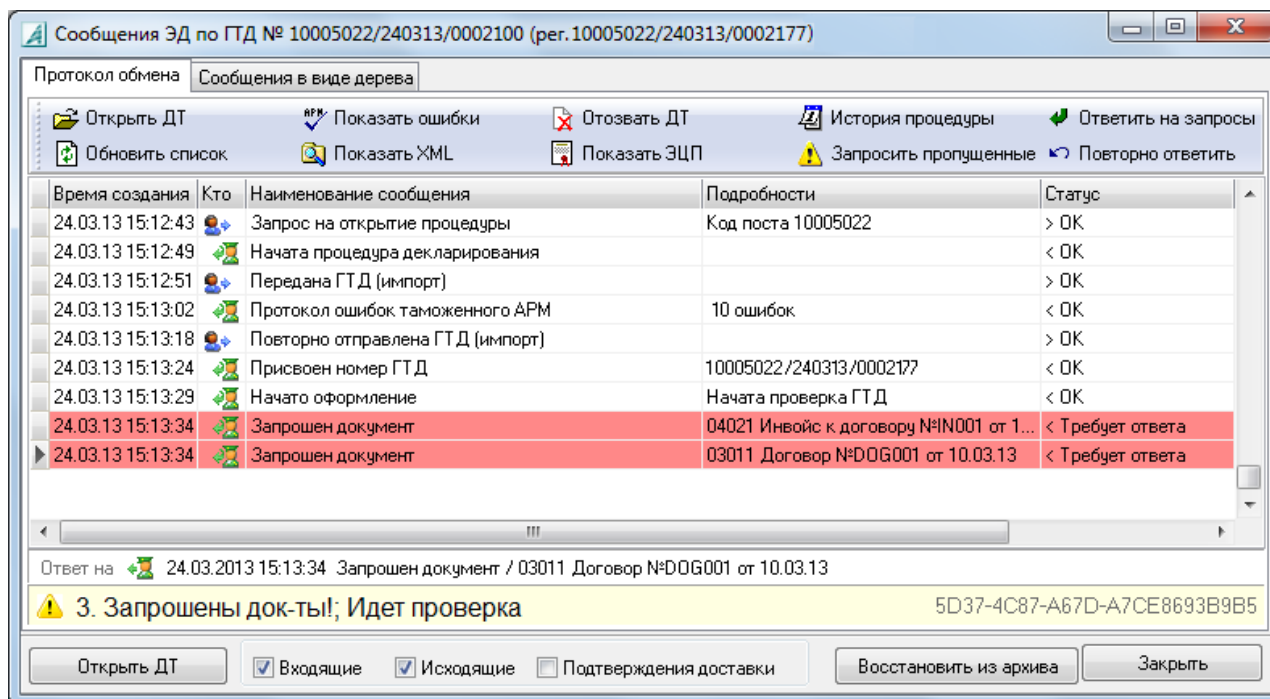 Сообщения ЭД по ГТД № 10005022/240313/0002100 (рег.10005022/240313/0002177)
Протокол обмена Сообщения в виде дерева
Открыть ДТ АРМ Показать ошибки Отозвать ДТ История процедуры Ответить на запросы
Обновить список Показать XML Показать ЭЦП Запросить пропущенные Повторно ответить
Время создания Кто Наименование сообщения Подробности Статус
24.03.13 15:12:43 Запрос на открытие процедуры Код поста 10005022 > OK
24.03.13 15:12:49 Начата процедура декларирования < OK
24.03.13 15:12:51 Передана ГТД (импорт) > OK
24.03.13 15:13:02 Протокол ошибок таможенного АРМ 10 ошибок < OK
24.03.13 15:13:18 Повторно отправлена ГТД (импорт) > OK
24.03.13 15:13:24 Присвоен номер ГТД 10005022/240313/0002177 < OK
24.03.13 15:13:29 Начато оформление Начата проверка ГТД < OK
24.03.13 15:13:34 Запрошен документ 04021 Инвойс к договору №IN001 от 1... < Требует ответа
24.03.13 15:13:34 Запрошен документ 03011 Договор №DOG001 от 10.03.13 < Требует ответа
Ответ на 24.03.2013 15:13:34 Запрошен документ / 03011 Договор №DOG001 от 10.03.13
3. Запрошены док-ты!; Идет проверка 5D37-4C87-A67D-A7CE8693B9B5
Открыть ДТ Входящие Исходящие Подтверждения доставки Восстановить из архива Закрыть